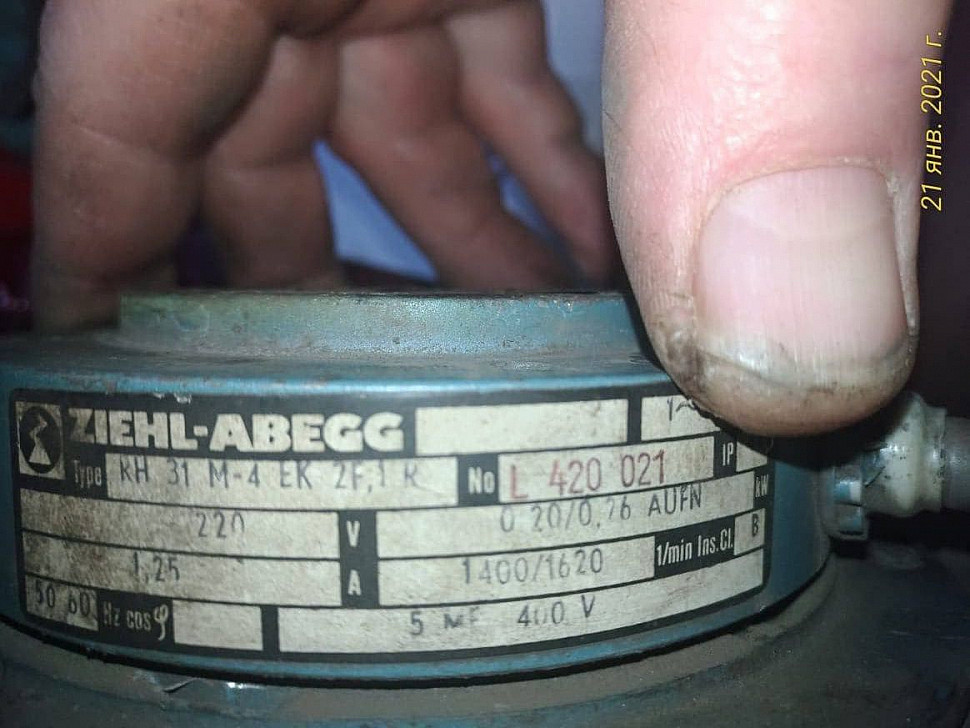 21 янв. 2021 г.
ZIEHL-ABEGG
Type RH 31 M-4 EK 2F,1 R No L 420 021 IP
220 V 0 20/0,26 AUFN kW
1,25 A 1400/1620 1/min Ins.Cl. B
50 60 Hz cosφ 5 MF 400 V